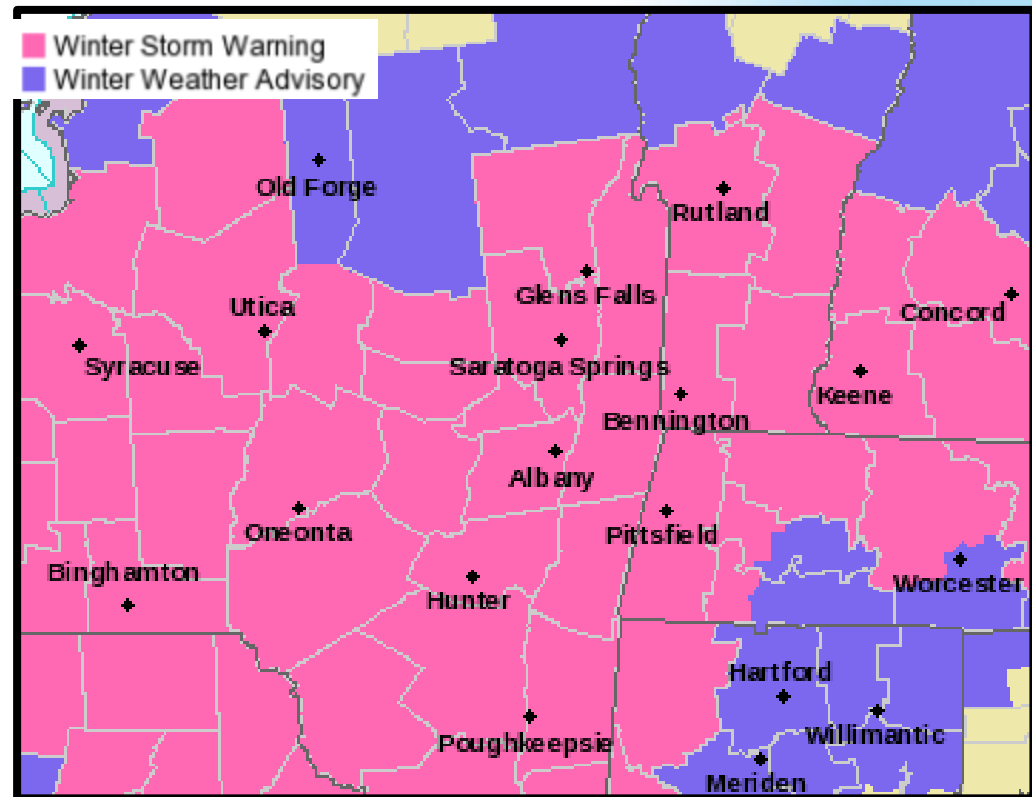 Winter Storm Warning
Winter Weather Advisory
Old Forge
Rutland
Glens Falls
Utica
Concord
Syracuse
Saratoga Springs
Keene
Bennington
Albany
Oneonta
Pittsfield
Binghamton
Worcester
Hunter
Hartford
Poughkeepsie
Willimantic
Meriden